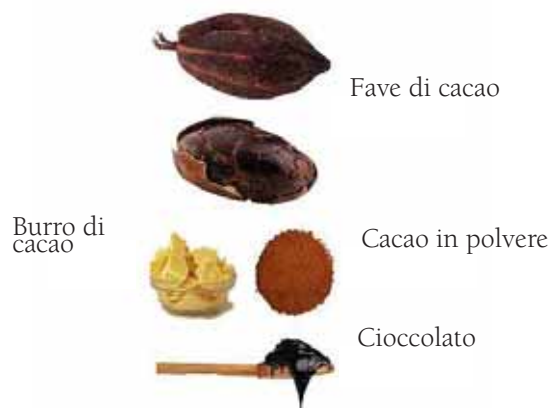 Fave di cacao
Burro di
cacao
Cacao in polvere
Cioccolato